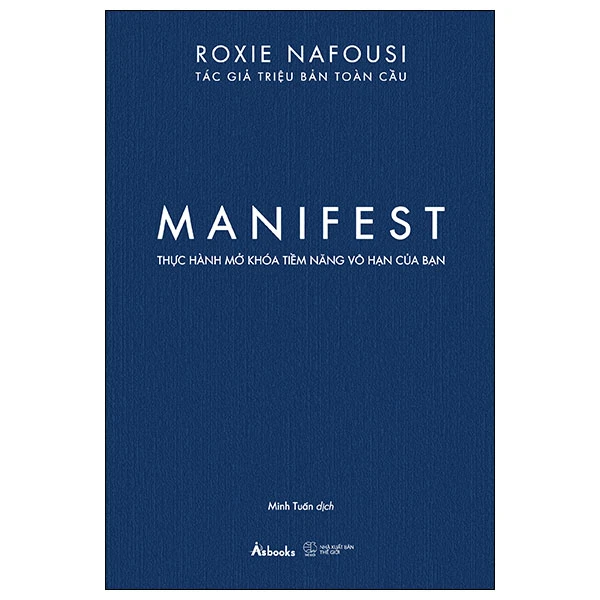 ROXIE NAFOUSI
TÁC GIẢ TRIỆU BẢN TOÀN CẦU
MANIFEST
THỰC HÀNH MỞ KHÓA TIỀM NĂNG VÔ HẠN CỦA BẠN
Minh Tuấn dịch
Asbooks
NHÀ XUẤT BẢN
THẾ GIỚI